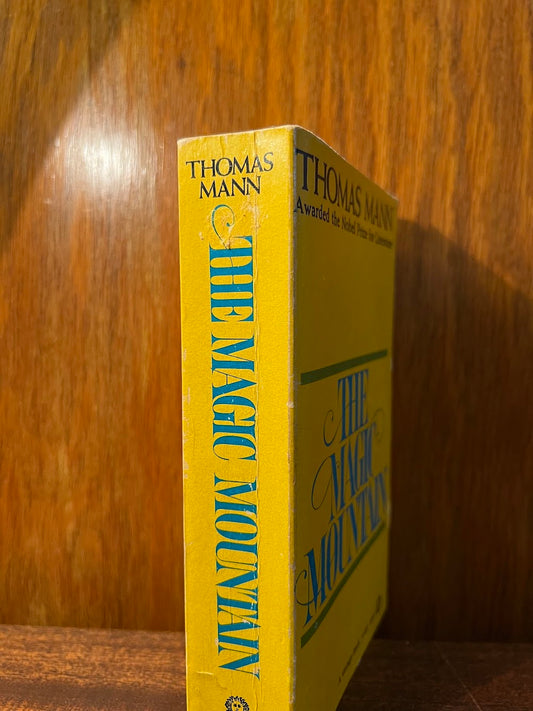 THOMAS
MANN
THE MAGIC MOUNTAIN
THOMAS MANN
Awarded the Nobel Prize for Literature
THE
MAGIC
MOUNTAIN